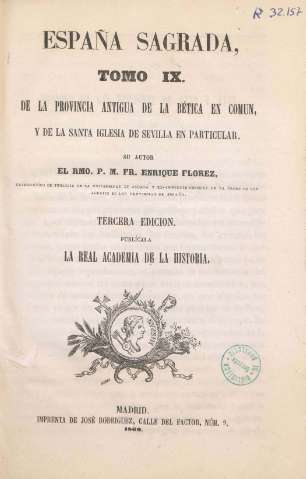 R 32.157
ESPAÑA SAGRADA,
TOMO IX.
DE LA PROVINCIA ANTIGUA DE LA BÉTICA EN COMUN,
Y DE LA SANTA IGLESIA DE SEVILLA EN PARTICULAR.
SU AUTOR
EL RMO. P. M. FR. ENRIQUE FLOREZ,
TERCERA EDICION.
PUBLÍCALA
LA REAL ACADEMIA DE LA HISTORIA.
MADRID.
IMPRENTA DE JOSÉ RODRIGUEZ, CALLE DEL FACTOR, NÚM. 9.
1860.